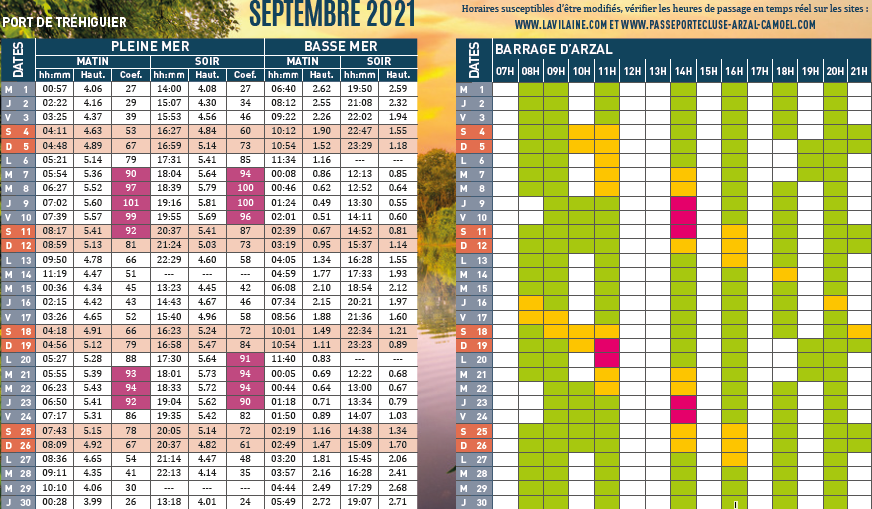 SEPTEMBRE 2021
PORT DE TRÉHIGUIER
Horaires susceptibles d'être modifiés, vérifier les heures de passage en temps réel sur les sites :
WWW.LAVILAINE.COM ET WWW.PASSEPORTECLUSE-ARZAL-CAMOEL.COM
DATES PLEINE MER BASSE MER
MATIN SOIR MATIN SOIR
hh:mm Haut. Coef. hh:mm Haut. Coef. hh:mm Haut. hh:mm Haut.
M 1 00:57 4.06 27 14:00 4.08 27 06:40 2.62 19:50 2.59
J 2 02:22 4.16 29 15:07 4.30 34 08:12 2.55 21:08 2.32
V 3 03:25 4.37 39 15:53 4.56 46 09:22 2.26 22:02 1.94
S 4 04:11 4.63 53 16:27 4.84 60 10:12 1.90 22:47 1.55
D 5 04:48 4.89 67 16:59 5.14 73 10:54 1.52 23:29 1.18
L 6 05:21 5.14 79 17:31 5.41 85 11:34 1.16 --- ---
M 7 05:54 5.36 90 18:04 5.64 94 00:08 0.86 12:13 0.85
M 8 06:27 5.52 97 18:39 5.79 100 00:46 0.62 12:52 0.64
J 9 07:02 5.60 101 19:16 5.81 100 01:24 0.49 13:30 0.55
V 10 07:39 5.57 99 19:55 5.69 96 02:01 0.51 14:11 0.60
S 11 08:17 5.41 92 20:37 5.41 87 02:39 0.67 14:52 0.81
D 12 08:59 5.13 81 21:24 5.03 73 03:19 0.95 15:37 1.14
L 13 09:50 4.78 66 22:29 4.60 58 04:05 1.34 16:28 1.55
M 14 11:19 4.47 51 --- --- --- 04:59 1.77 17:33 1.93
M 15 00:36 4.34 45 13:23 4.45 42 06:08 2.10 18:54 2.12
J 16 02:15 4.42 43 14:43 4.67 46 07:34 2.15 20:21 1.97
V 17 03:26 4.65 52 15:40 4.96 58 08:56 1.88 21:36 1.60
S 18 04:18 4.91 66 16:23 5.24 72 10:01 1.49 22:34 1.21
D 19 04:56 5.12 79 16:58 5.47 84 10:54 1.11 23:23 0.89
L 20 05:27 5.28 88 17:30 5.64 91 11:40 0.83 --- ---
M 21 05:55 5.39 93 18:01 5.73 94 00:05 0.69 12:22 0.68
M 22 06:23 5.43 94 18:33 5.72 94 00:44 0.64 13:00 0.67
J 23 06:50 5.41 92 19:04 5.62 90 01:18 0.71 13:34 0.79
V 24 07:17 5.31 86 19:35 5.42 82 01:50 0.89 14:07 1.03
S 25 07:43 5.15 78 20:05 5.14 72 02:19 1.16 14:38 1.34
D 26 08:09 4.92 67 20:37 4.82 61 02:49 1.47 15:09 1.70
L 27 08:36 4.65 54 21:14 4.47 48 03:20 1.81 15:45 2.06
M 28 09:11 4.35 41 22:13 4.14 35 03:57 2.16 16:28 2.41
M 29 10:10 4.06 30 --- --- --- 04:44 2.49 17:29 2.68
J 30 00:28 3.99 26 13:18 4.01 24 05:49 2.72 19:07 2.71
DATES BARRAGE D'ARZAL
07H 08H 09H 10H 11H 12H 13H 14H 15H 16H 17H 18H 19H 20H 21H
M 1
J 2
V 3
S 4
D 5
L 6
M 7
M 8
J 9
V 10
S 11
D 12
L 13
M 14
M 15
J 16
V 17
S 18
D 19
L 20
M 21
M 22
J 23
V 24
S 25
D 26
L 27
M 28
M 29
J 30